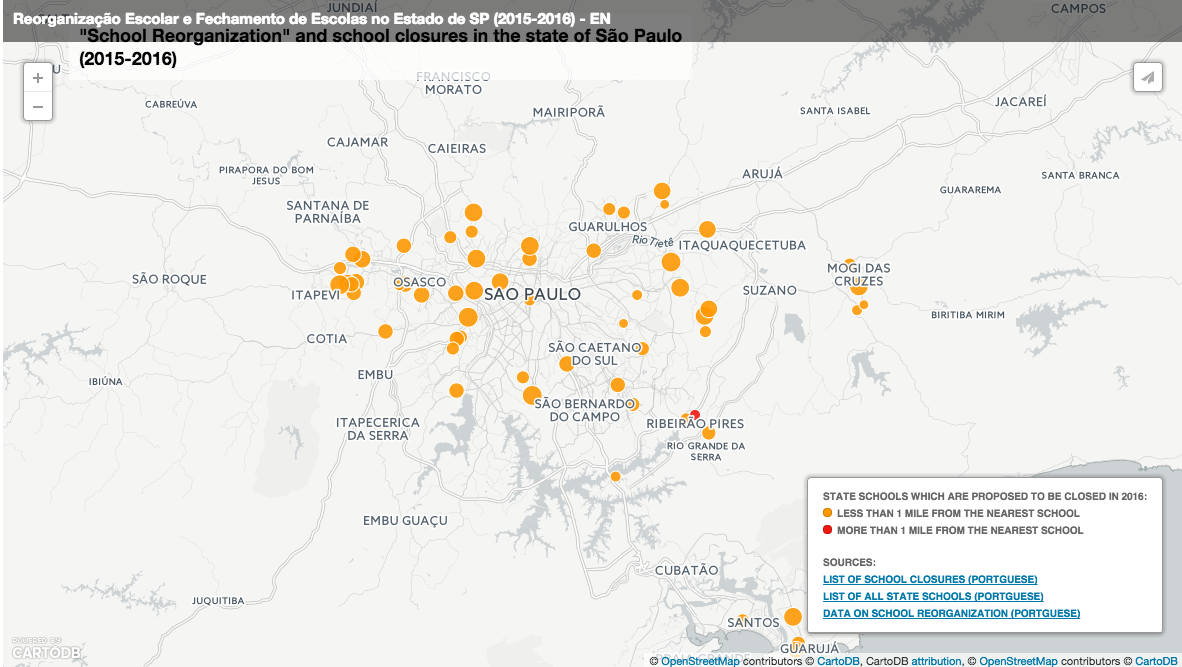 Reorganização Escolar e Fechamento de Escolas no Estado de SP (2015-2016) - EN
"School Reorganization" and school closures in the state of São Paulo
(2015-2016)
JUNDIAÍ
CAMPOS
+
−
FRANCISCO
MORATO
CABREÚVA
MAIRIPORÃ
SANTA ISABEL
JACAREÍ
CAJAMAR
CAIEIRAS
PIRAPORA DO BOM
JESUS
ARUJÁ
SANTA BRANCA
GUARAREMA
SANTANA DE
PARNAÍBA
GUARULHOS
Rio Tietê
ITAQUAQUECETUBA
SÃO ROQUE
OSASCO
MOGI DAS
CRUZES
ITAPEVI
SÃO PAULO
SUZANO
BIRITIBA MIRIM
COTIA
SÃO CAETANO
DO SUL
EMBU
IBIÚNA
SÃO BERNARDO
DO CAMPO
ITAPECERICA
DA SERRA
RIBEIRÃO PIRES
RIO GRANDE DA
SERRA
EMBU GUAÇU
CUBATÃO
JUQUITIBA
SANTOS
GUARUJÁ
PRAIA GRANDE
STATE SCHOOLS WHICH ARE PROPOSED TO BE CLOSED IN 2016:
LESS THAN 1 MILE FROM THE NEAREST SCHOOL
MORE THAN 1 MILE FROM THE NEAREST SCHOOL
SOURCES:
LIST OF SCHOOL CLOSURES (PORTGUESE)
LIST OF ALL STATE SCHOOLS (PORTGUESE)
DATA ON SCHOOL REORGANIZATION (PORTGUESE)
POWERED BY
CARTODB
© OpenStreetMap contributors © CartoDB, CartoDB attribution, © OpenStreetMap contributors © CartoDB